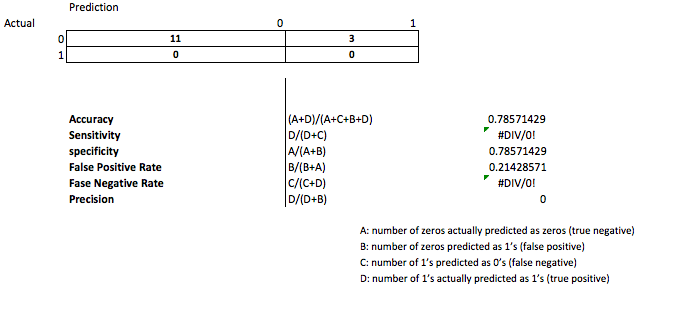 Prediction
Actual 0 1
0 11 3
1 0 0
Accuracy (A+D)/(A+C+B+D) 0.78571429
Sensitivity D/(D+C) #DIV/0!
specificity A/(A+B) 0.78571429
False Positive Rate B/(B+A) 0.21428571
Fase Negative Rate C/(C+D) #DIV/0!
Precision D/(D+B) 0
A: number of zeros actually predicted as zeros (true negative)
B: number of zeros predicted as 1's (false positive)
C: number of 1's predicted as 0's (false negative)
D: number of 1's actually predicted as 1's (true positive)